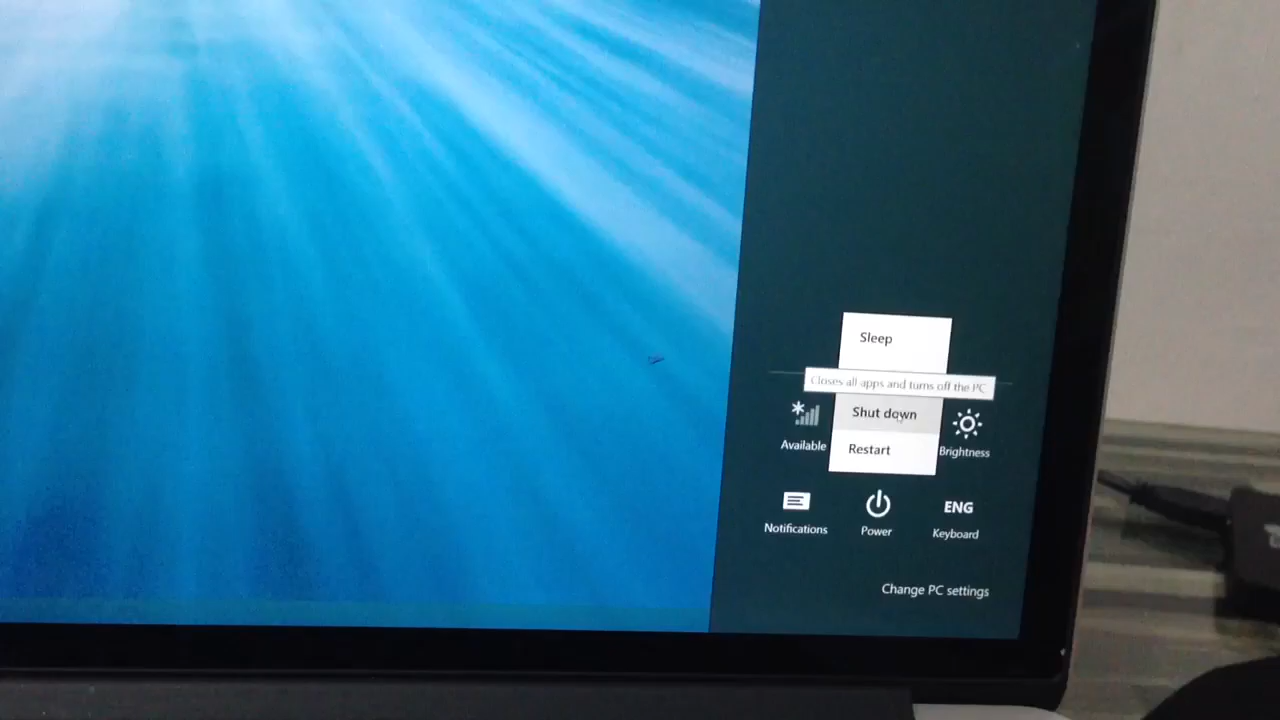 Sleep
Closes all apps and turns off the PC
Shut down
Available
Restart
Brightness
ENG
Notifications
Power
Keyboard
Change PC settings